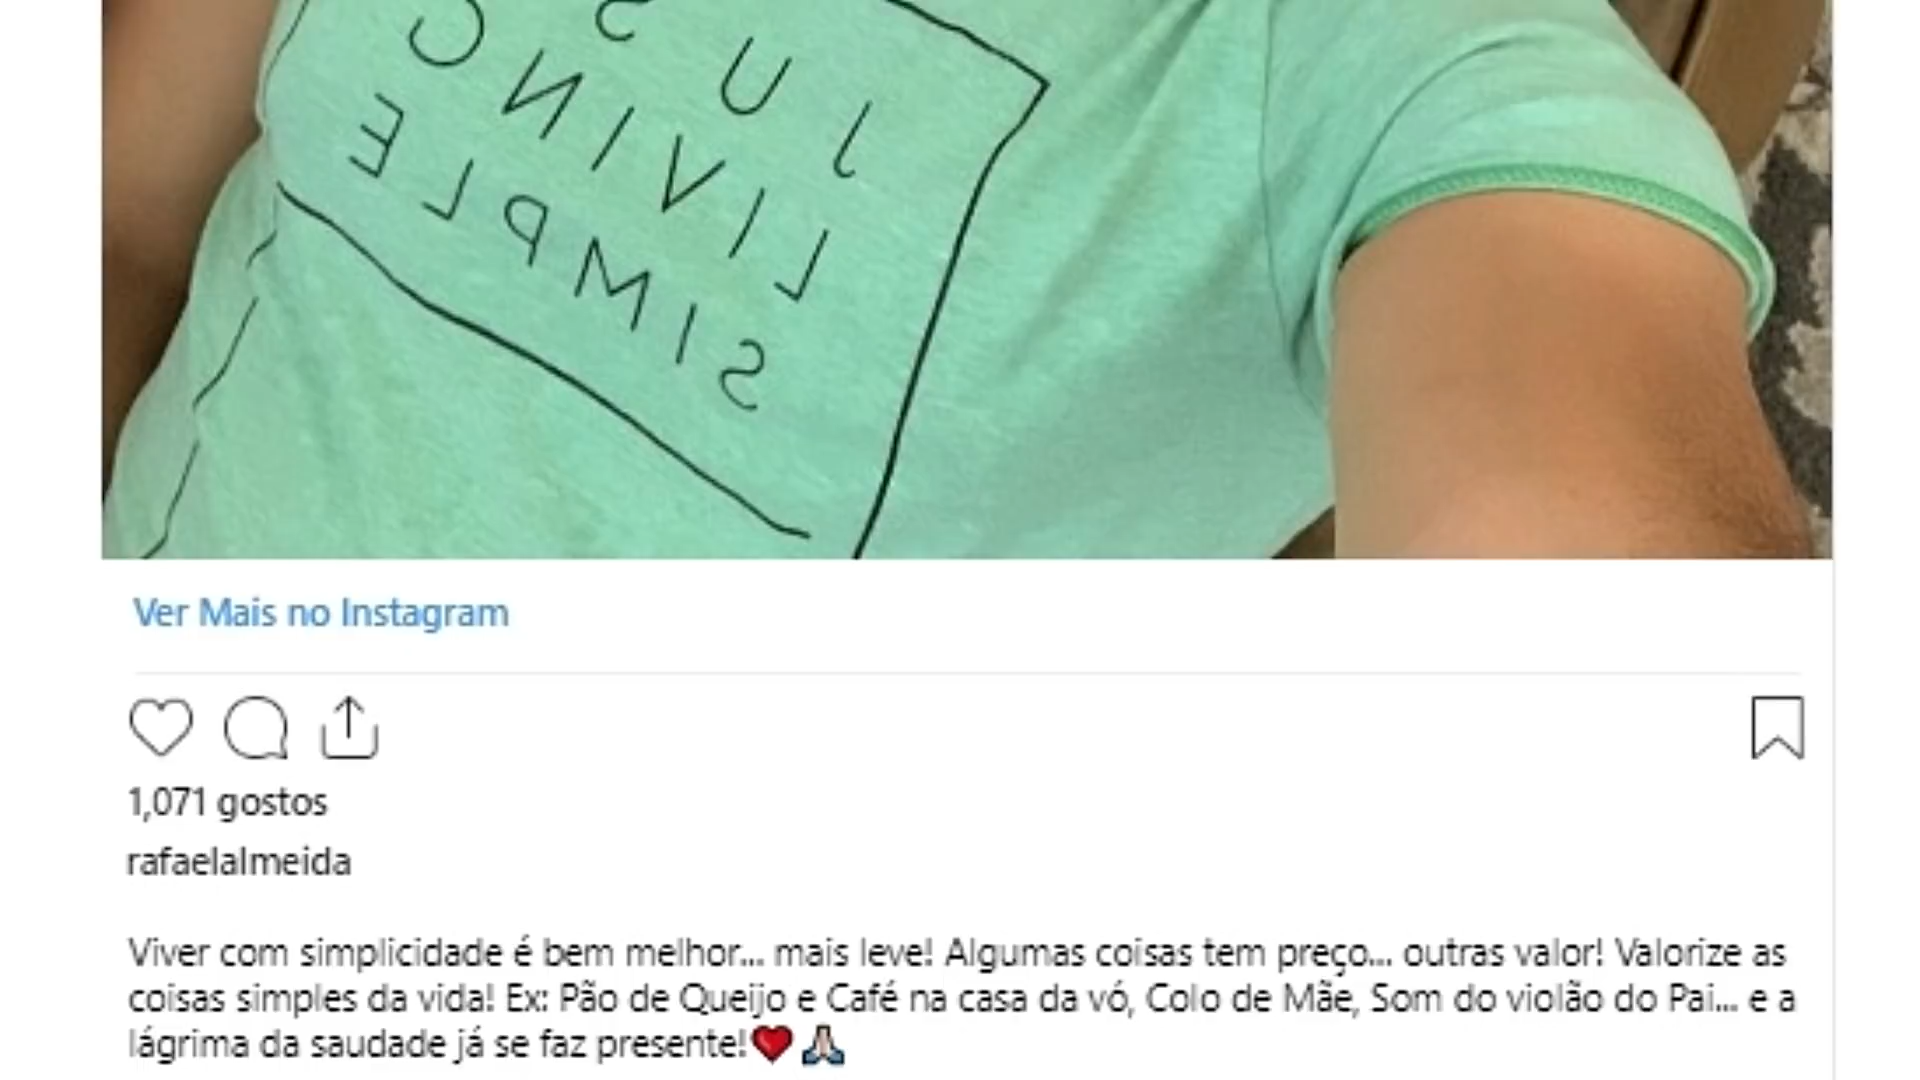 J U S
LIVING
SIMPLE
Ver Mais no Instagram
1,071 gostos
rafaelalmeida
Viver com simplicidade é bem melhor... mais leve! Algumas coisas tem preço... outras valor! Valorize as
coisas simples da vida! Ex: Pão de Queijo e Café na casa da vó, Colo de Mãe, Som do violão do Pai... e a
lágrima da saudade já se faz presente!❤️🙏🏻